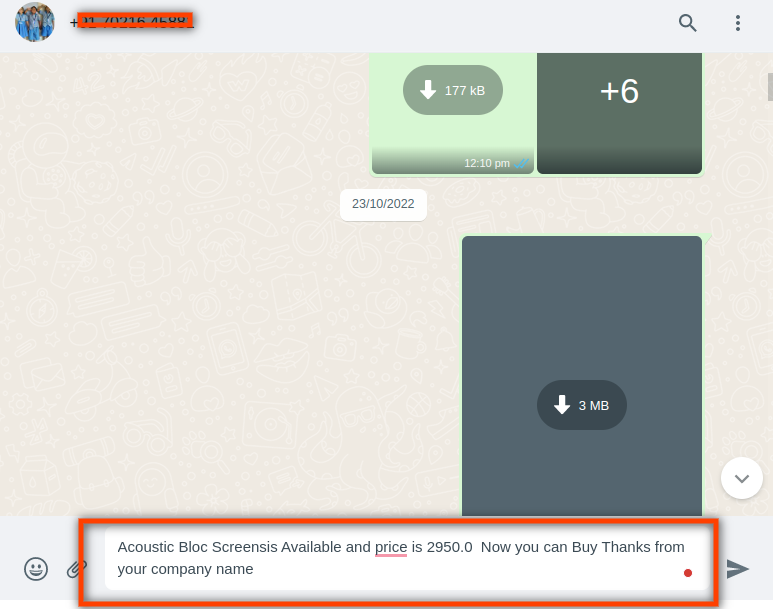 177 kB
+6
12:10 pm
23/10/2022
3 MB
Acoustic Bloc Screensis Available and price is 2950.0  Now you can Buy Thanks from
your company name